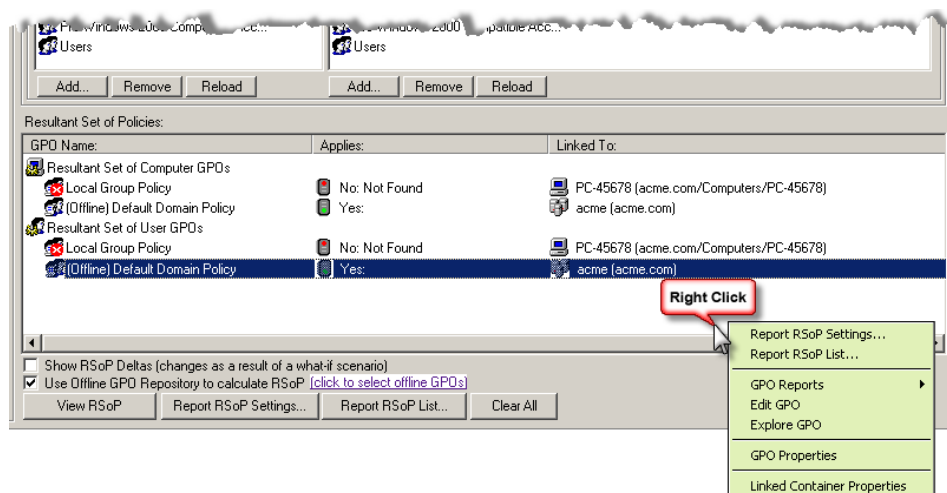 Users Users
Add... Remove Reload Add... Remove Reload
Resultant Set of Policies:
GPO Name: Applies: Linked To:
Resultant Set of Computer GPOs
Local Group Policy No: Not Found PC-45678 (acme.com/Computers/PC-45678)
(Offline) Default Domain Policy Yes: acme (acme.com)
Resultant Set of User GPOs
Local Group Policy No: Not Found PC-45678 (acme.com/Computers/PC-45678)
(Offline) Default Domain Policy Yes: acme (acme.com)
Right Click
Report RSoP Settings...
Report RSoP List...
GPO Reports
Edit GPO
Explore GPO
GPO Properties
Linked Container Properties
Show RSoP Deltas (changes as a result of a what-if scenario)
Use Offline GPO Repository to calculate RSoP (click to select offline GPOs)
View RSoP Report RSoP Settings... Report RSoP List... Clear All